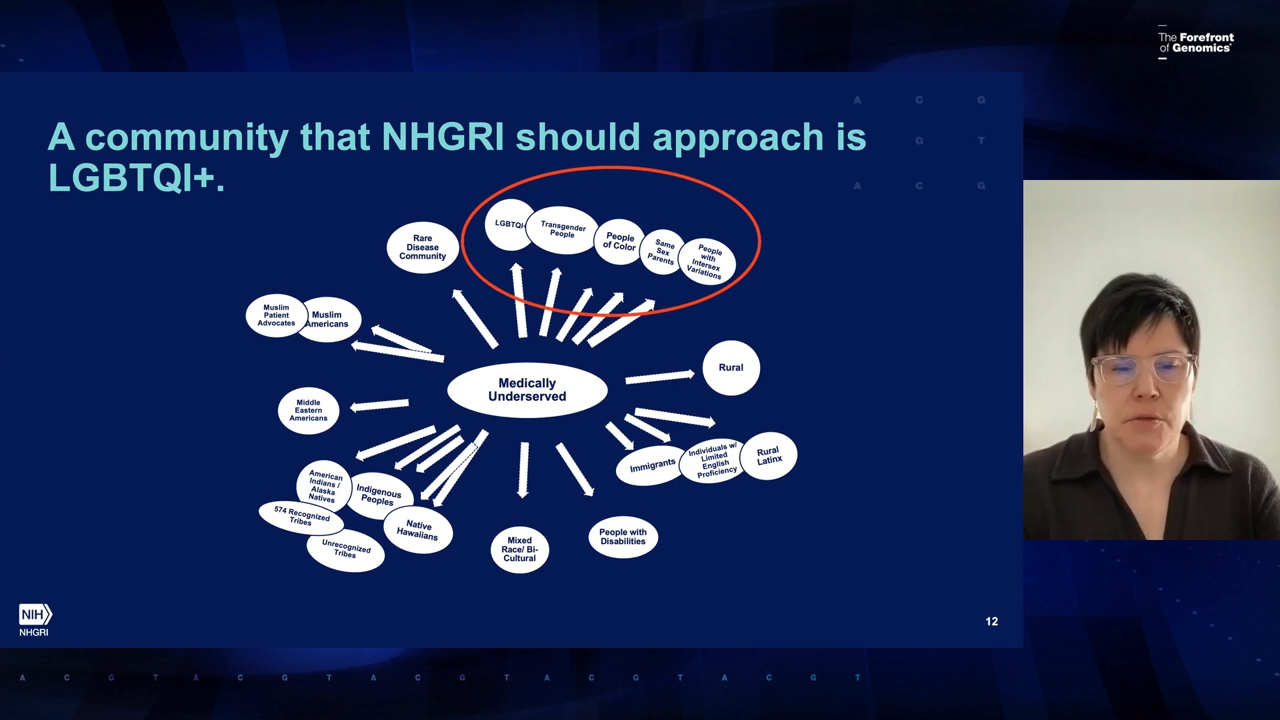 The Forefront
of Genomics®
A C G
G T
A C G
A community that NHGRI should approach is
LGBTQI+.
LGBTQI+
Transgender
People
People
of Color
Same
Sex
Parents
People
with
Intersex
Variations
Rare
Disease
Community
Muslim
Patient
Advocates
Muslim
Americans
Medically
Underserved
Rural
Middle
Eastern
Americans
Immigrants
Individuals w/
Limited
English
Proficiency
Rural
Latinx
American
Indians /
Alaska
Natives
Indigenous
Peoples
574 Recognized
Tribes
Unrecognized
Tribes
Native
Hawaiians
Mixed
Race/ Bi-
Cultural
People with
Disabilities
NIH
NHGRI
12
A C G T A C G T A C G T A C G T A C G T